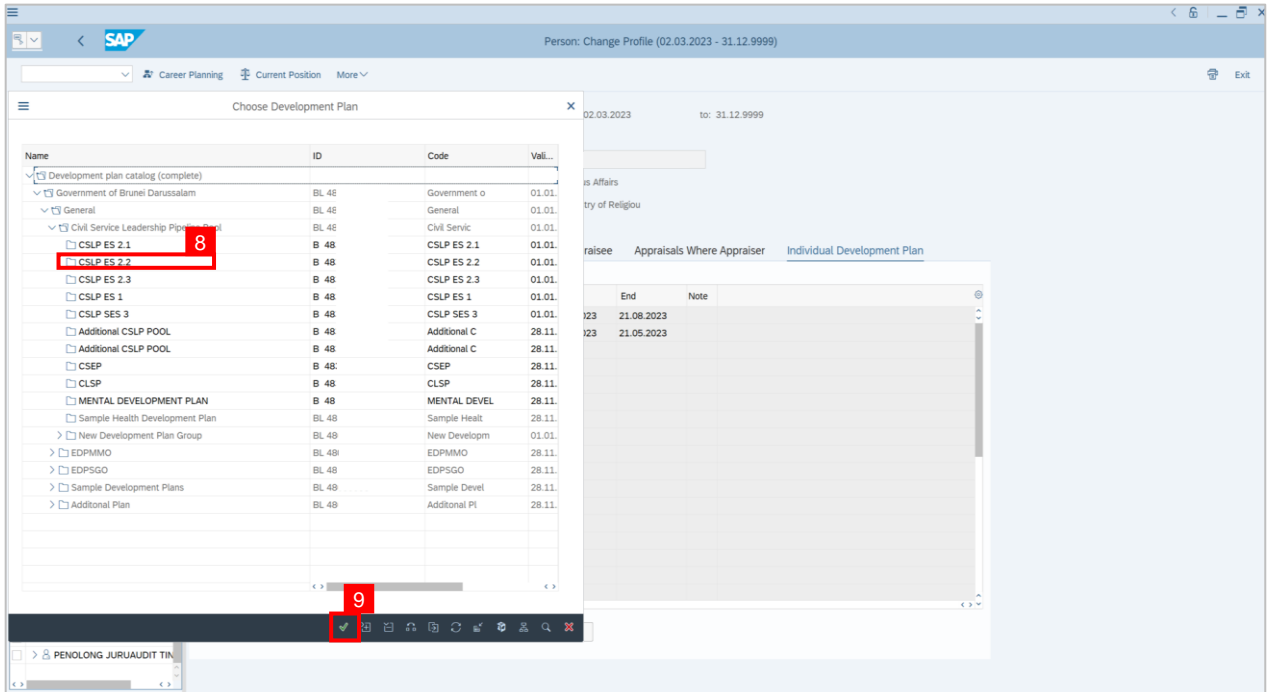 SAP
Person: Change Profile (02.03.2023 - 31.12.9999)
Career Planning Current Position More Exit
Choose Development Plan
02.03.2023 to: 31.12.9999
Name ID Code Vali...
Development plan catalog (complete)
Government of Brunei Darussalam BL 48 Government o 01.01.
General BL 48 General 01.01.
Civil Service Leadership Pipeline Pool BL 48 Civil Servic 01.01.
8
CSLP ES 2.1 B 48 CSLP ES 2.1 01.01.
CSLP ES 2.2 B 48 CSLP ES 2.2 01.01.
CSLP ES 2.3 B 48 CSLP ES 2.3 01.01.
CSLP ES 1 B 48 CSLP ES 1 01.01.
CSLP SES 3 B 48 CSLP SES 3 01.01.
Additional CSLP POOL B 48 Additional C 28.11.
Additional CSLP POOL B 48 Additional C 28.11.
CSEP B 48 CSEP 28.11.
CLSP B 48 CLSP 28.11.
MENTAL DEVELOPMENT PLAN B 48 MENTAL DEVEL 28.11.
Sample Health Development Plan BL 48 Sample Healt 28.11.
New Development Plan Group BL 48 New Developm 01.01.
EDPMMO BL 48 EDPMMO 28.11.
EDPSGO BL 48 EDPSGO 28.11.
Sample Development Plans BL 48 Sample Devel 28.11.
Additonal Plan BL 48 Additonal Pl 28.11.
9
us Affairs
try of Religiou
raisee Appraisals Where Appraiser Individual Development Plan
End Note
023 21.08.2023
023 21.05.2023
PENOLONG JURUAUDIT TIN